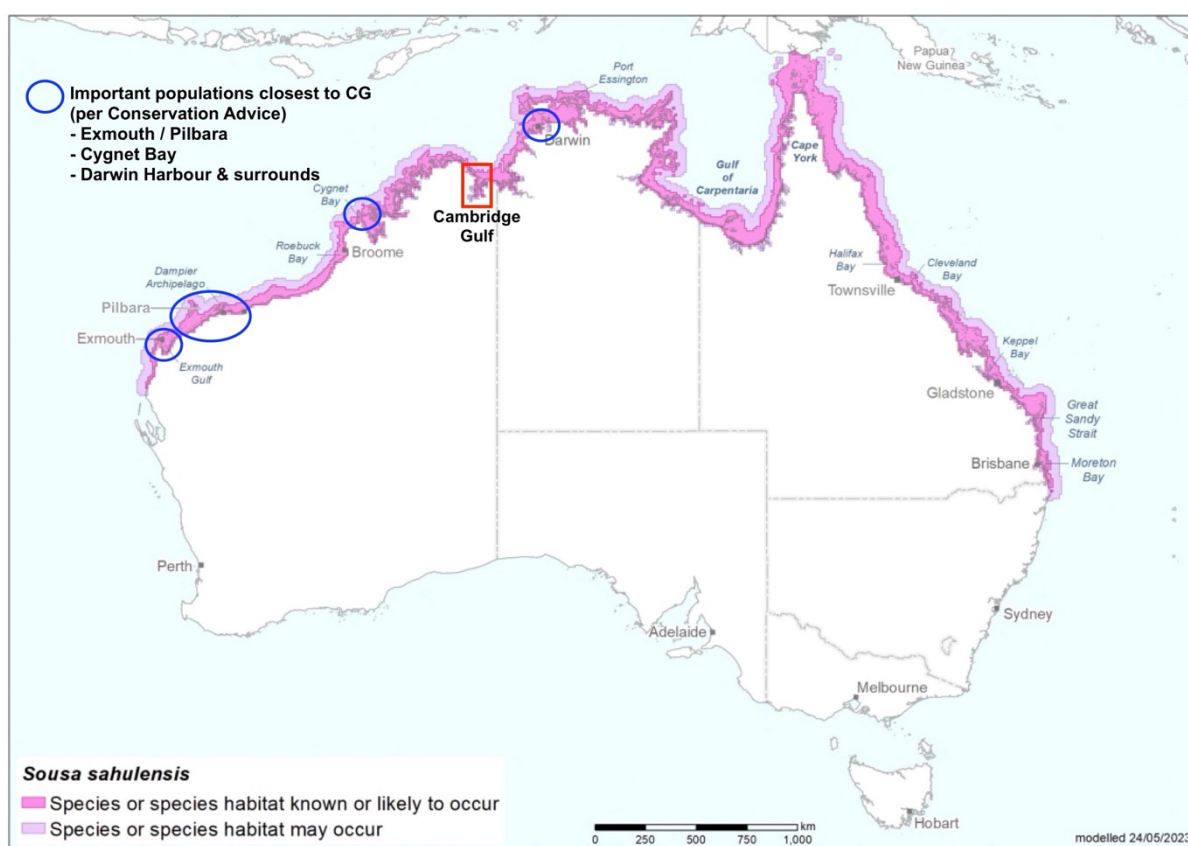 Important populations closest to CG
(per Conservation Advice)
- Exmouth / Pilbara
- Cygnet Bay
- Darwin Harbour & surrounds
Papua
New Guinea
Port
Essington
Darwin
Cape
York
Gulf
of
Carpentaria
Cygnet
Bay
Cambridge
Gulf
Roebuck
Bay
Broome
Dampier
Archipelago
Pilbara
Exmouth
Exmouth
Gulf
Halifax
Bay
Cleveland
Bay
Townsville
Keppel
Bay
Gladstone
Great
Sandy
Strait
Brisbane
Moreton
Bay
Perth
Adelaide
Sydney
Melbourne
Hobart
Sousa sahulensis
Species or species habitat known or likely to occur
Species or species habitat may occur
km
0 250 500 750 1,000
modelled 24/05/2023